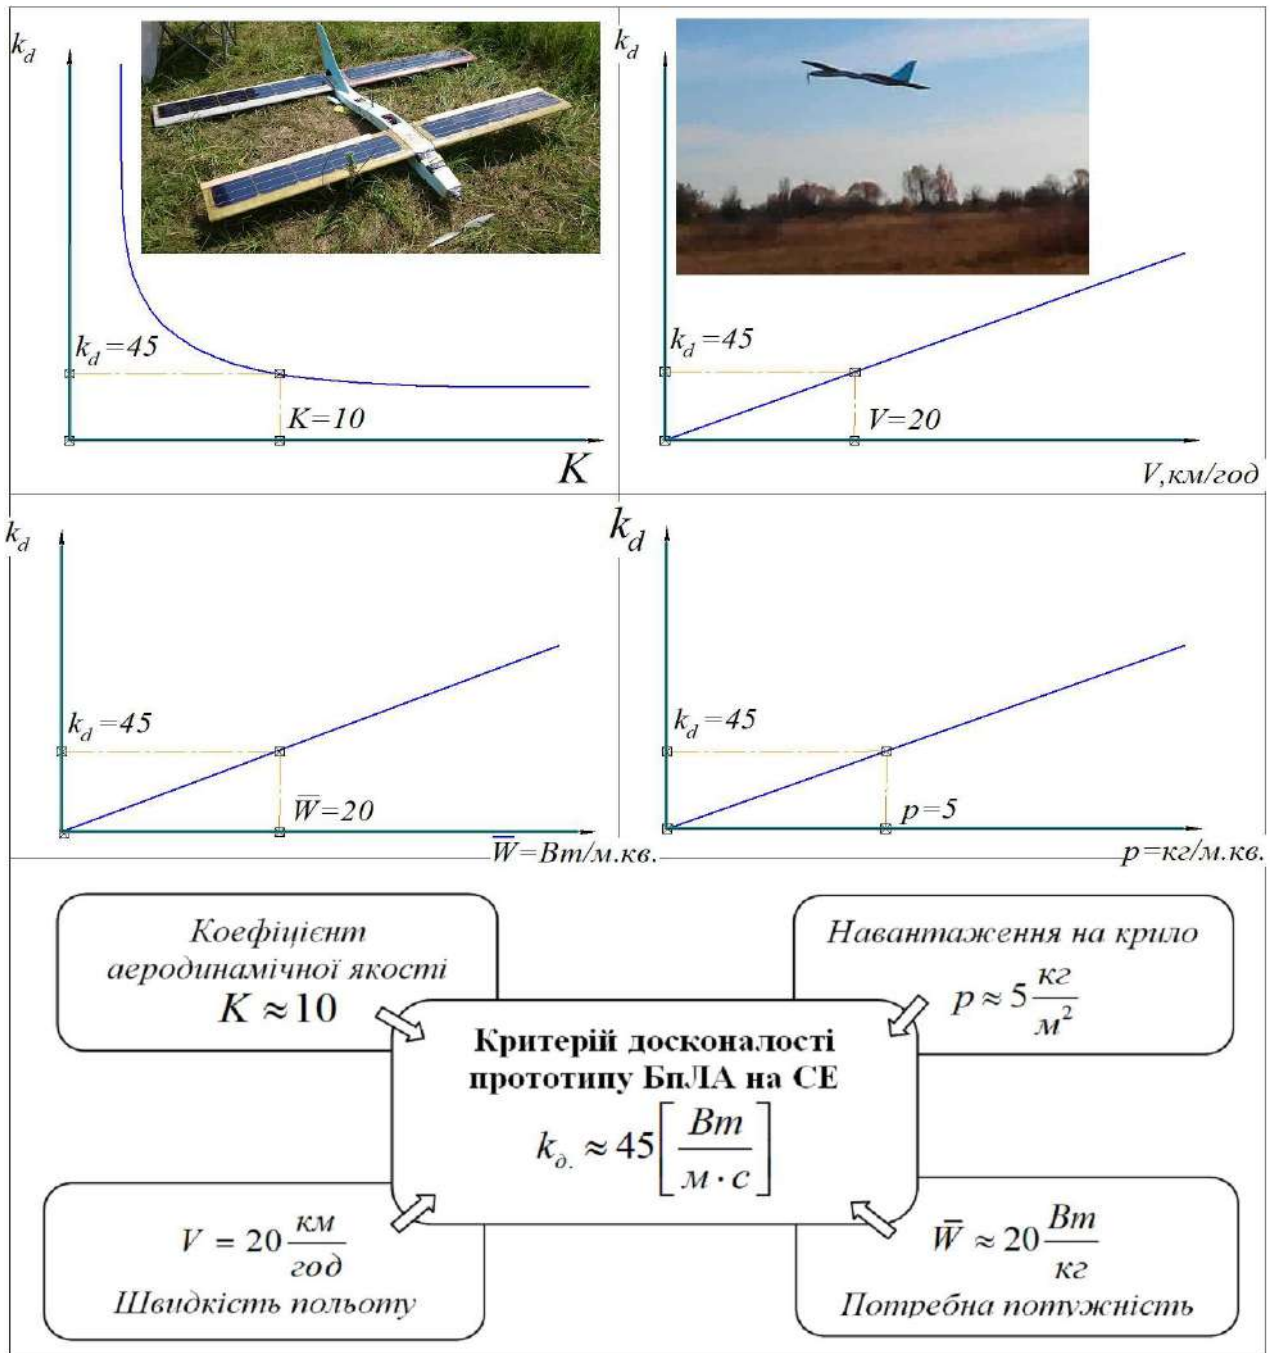 k_d
k_d =45
K=10
K
k_d
k_d =45
V=20
V,км/год
k_d
k_d =45
W̅=20
W̅=Вт/м.кв.
k_d
k_d =45
p=5
p=кг/м.кв.
Коефіцієнт
аеродинамічної якості
K ≈ 10
Навантаження на крило
p ≈ 5 кг/м²
Критерій досконалості
прототипу БпЛА на СЕ
k_д. ≈ 45 [Вт/м · с]
V = 20 км/год
Швидкість польоту
W̅ ≈ 20 Вт/кг
Потребна потужність